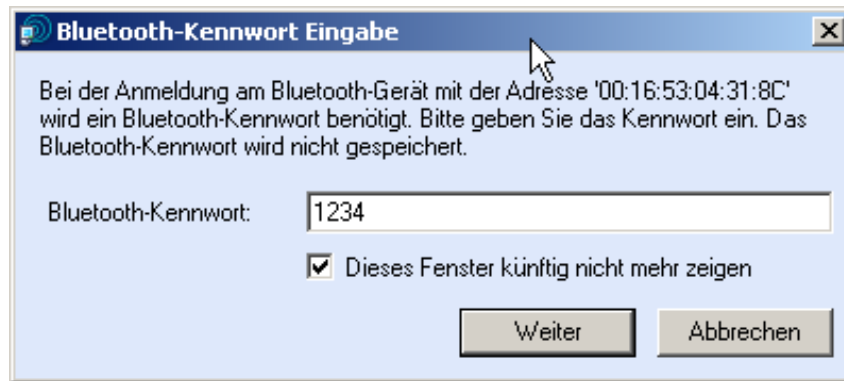 Bluetooth-Kennwort Eingabe
Bei der Anmeldung am Bluetooth-Gerät mit der Adresse '00:16:53:04:31:8C'
wird ein Bluetooth-Kennwort benötigt. Bitte geben Sie das Kennwort ein. Das
Bluetooth-Kennwort wird nicht gespeichert.
Bluetooth-Kennwort: 1234
Dieses Fenster künftig nicht mehr zeigen
Weiter Abbrechen